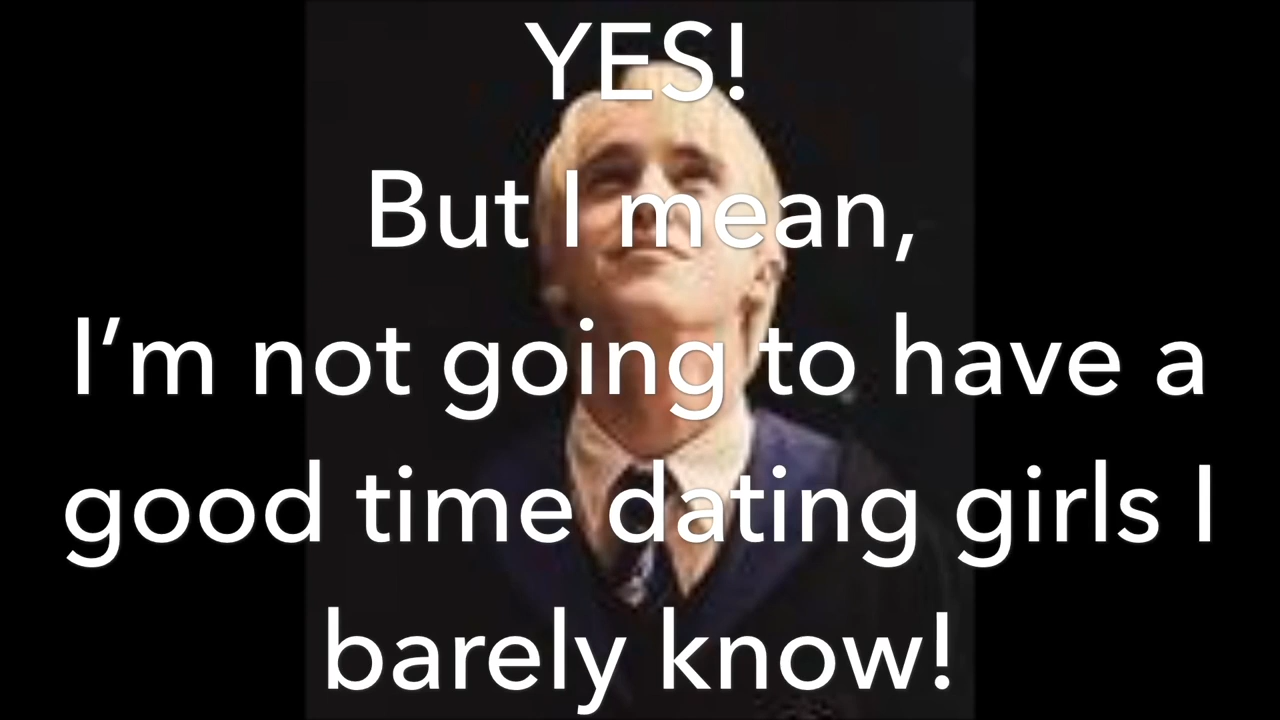 YES!
But I mean,
I’m not going to have a
good time dating girls I
barely know!